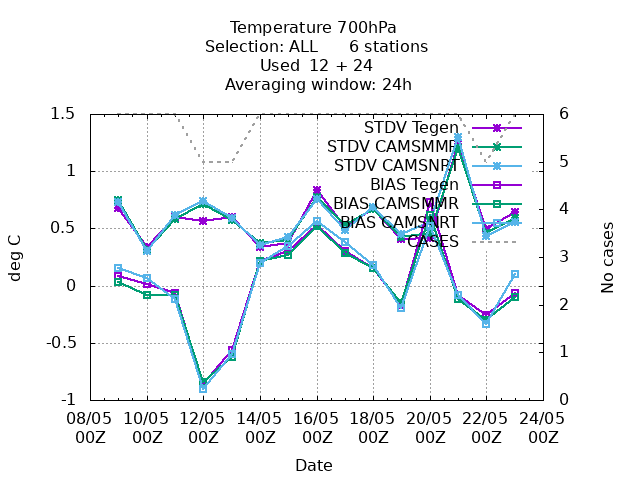 Temperature 700hPa
Selection: ALL 6 stations
Used 12 + 24
Averaging window: 24h
1.5
1
0.5
0
-0.5
-1
deg C
6
5
4
3
2
1
0
No cases
STDV Tegen
STDV CAMSMMR
STDV CAMSNRT
BIAS Tegen
BIAS CAMSMMR
BIAS CAMSNRT
CASES
08/05 10/05 12/05 14/05 16/05 18/05 20/05 22/05 24/05
00Z 00Z 00Z 00Z 00Z 00Z 00Z 00Z 00Z
Date